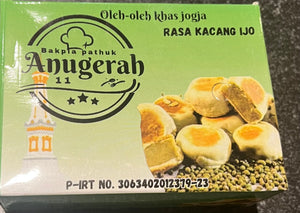 Oleh-oleh khas jogja
RASA KACANG IJO
Bakpia pathuk
Anugerah
11
P-IRT NO. 3063402012379-23